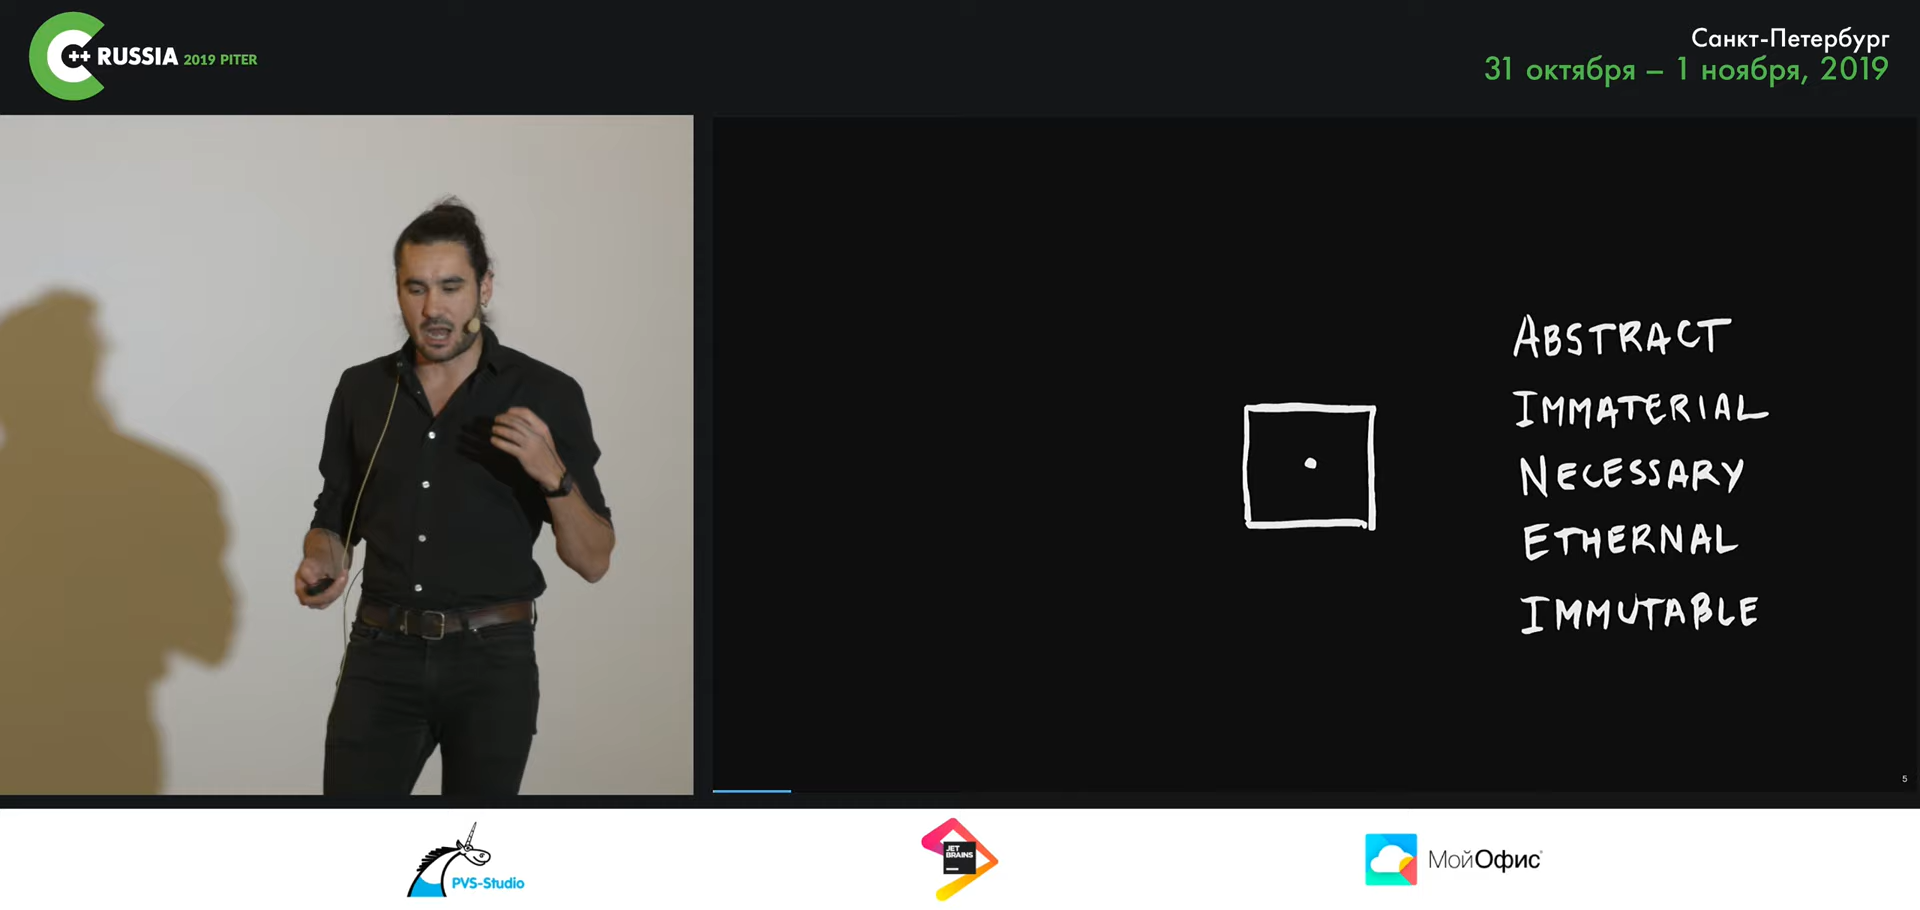 C++ RUSSIA 2019 PITER
Санкт-Петербург
31 октября – 1 ноября, 2019
ABSTRACT
IMMATERIAL
NECESSARY
ETHERNAL
IMMUTABLE
5
PVS-Studio
JET
BRAINS
МойОфис